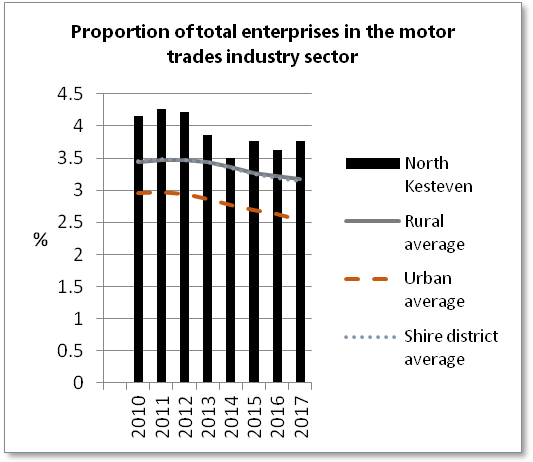 Proportion of total enterprises in the motor
trades industry sector
4.5
4
3.5
3
2.5
2
1.5
1
0.5
0
%
2010
2011
2012
2013
2014
2015
2016
2017
North
Kesteven
Rural
average
Urban
average
Shire district
average